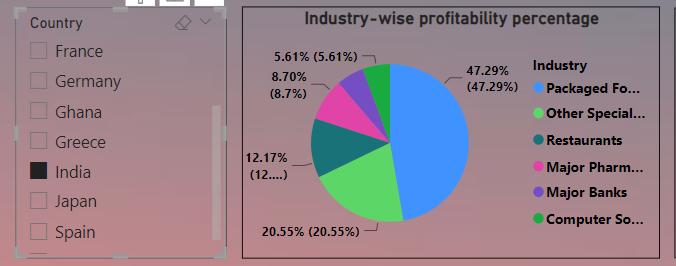 Country
France
Germany
Ghana
Greece
India
Japan
Spain
Industry-wise profitability percentage
5.61% (5.61%)
8.70%
(8.7%)
12.17%
(12....)
20.55% (20.55%)
47.29%
(47.29%)
Industry
Packaged Fo...
Other Special...
Restaurants
Major Pharm...
Major Banks
Computer So...